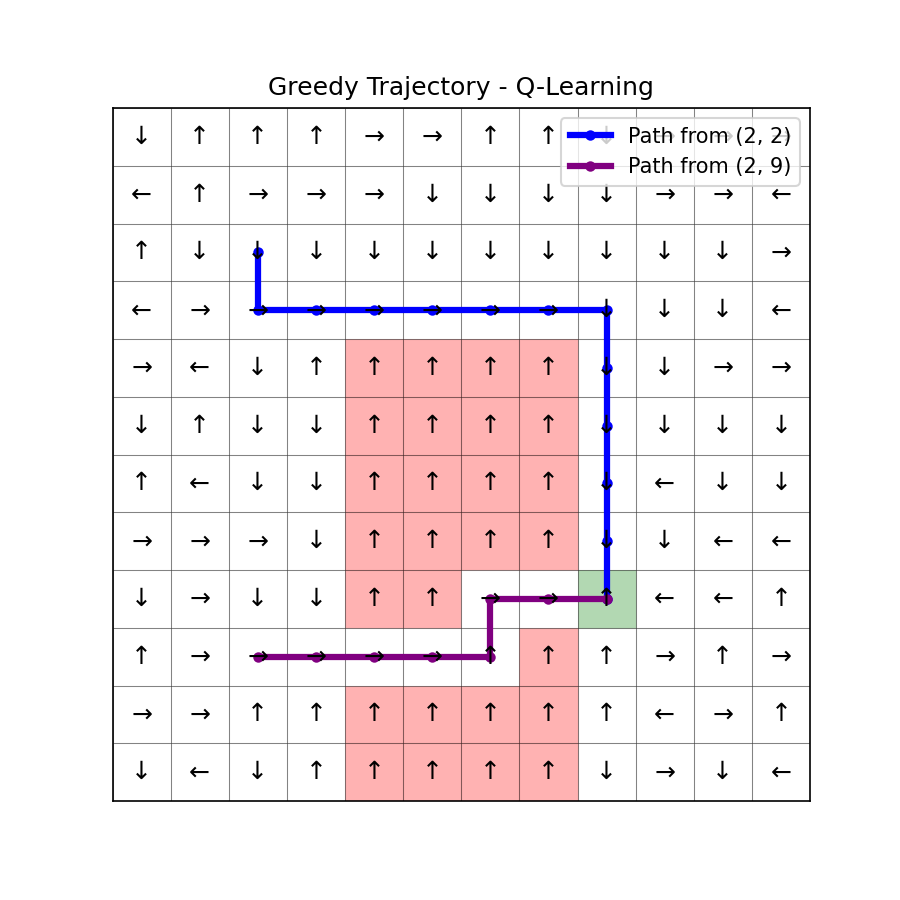 Greedy Trajectory - Q-Learning
Path from (2, 2)
Path from (2, 9)